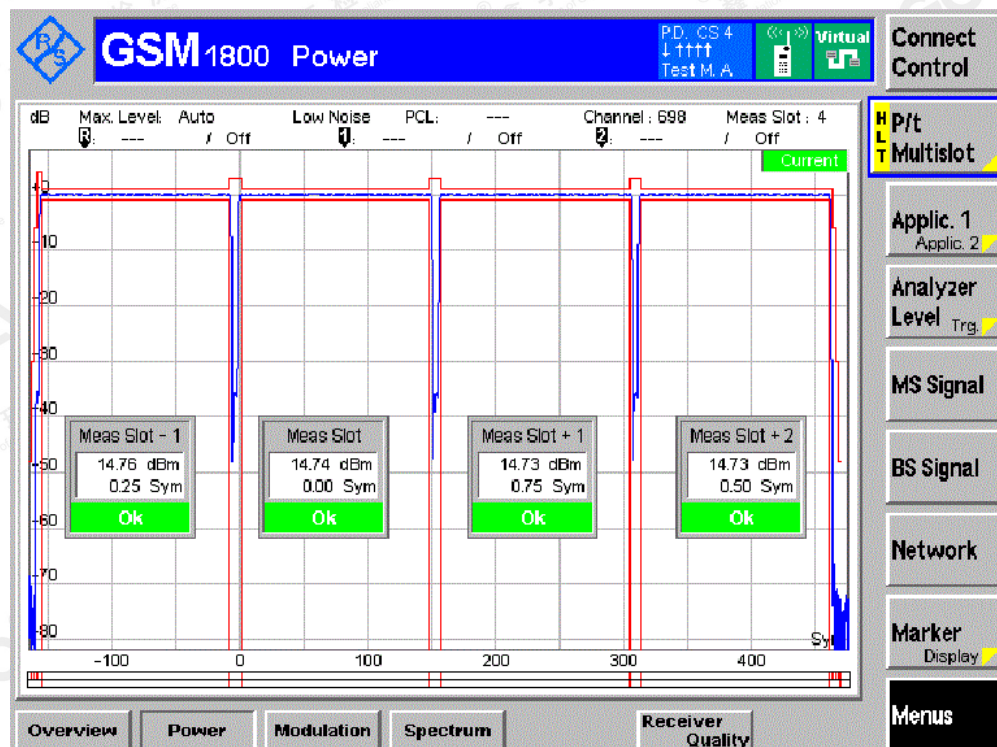 R/S
GSM 1800 Power
P.D. CS 4
↓ ↑↑↑↑
Test M. A.
Virtual
Connect
Control
dB Max. Level: Auto Low Noise PCL: --- Channel : 698 Meas Slot : 4
R: --- / Off 1: --- / Off 2: --- / Off
Current
H L T
P/t
Multislot
Applic. 1
Applic. 2
Analyzer
Level Trg.
MS Signal
BS Signal
Network
Marker
Display
Menus
-10
-20
-30
-40
-50
-60
-70
-80
Meas Slot - 1
14.76 dBm
0.25 Sym
Ok
Meas Slot
14.74 dBm
0.00 Sym
Ok
Meas Slot + 1
14.73 dBm
0.75 Sym
Ok
Meas Slot + 2
14.73 dBm
0.50 Sym
Ok
-100 0 100 200 300 400
Overview Power Modulation Spectrum Receiver
Quality